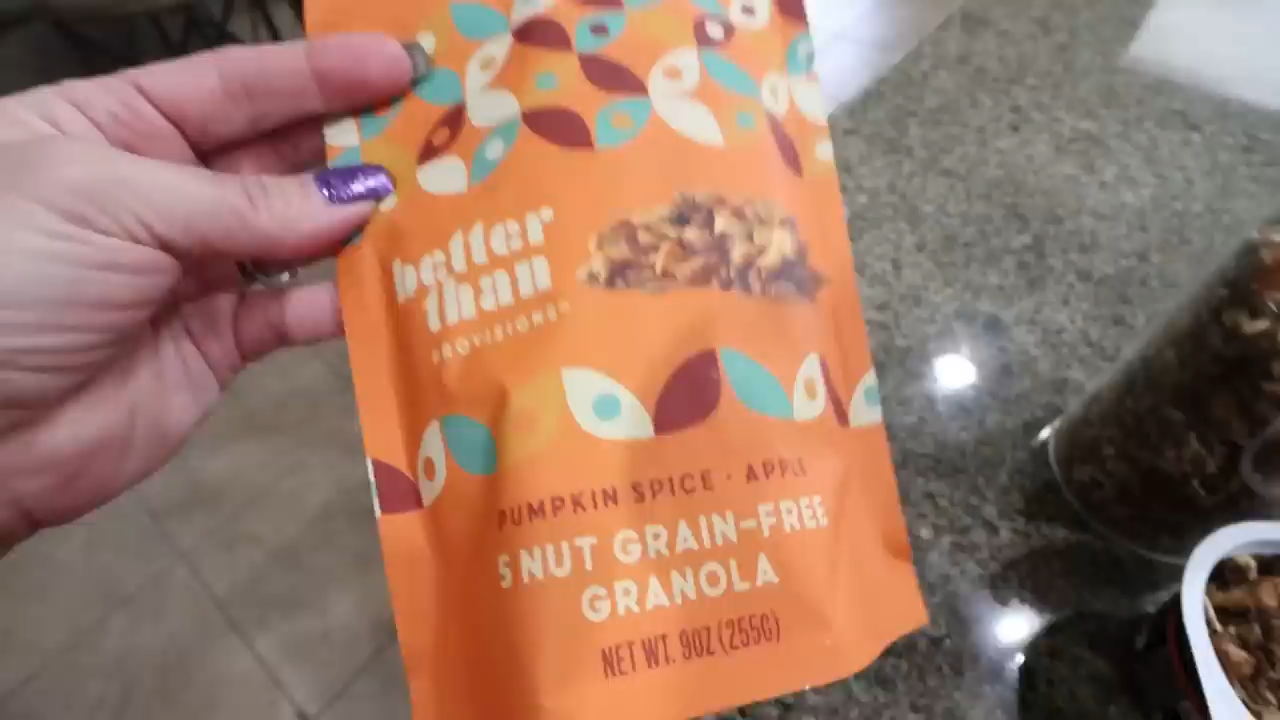 better
than
PROVISIONS
PUMPKIN SPICE · APPLE
5 NUT GRAIN-FREE
GRANOLA
NET WT. 9OZ (255G)